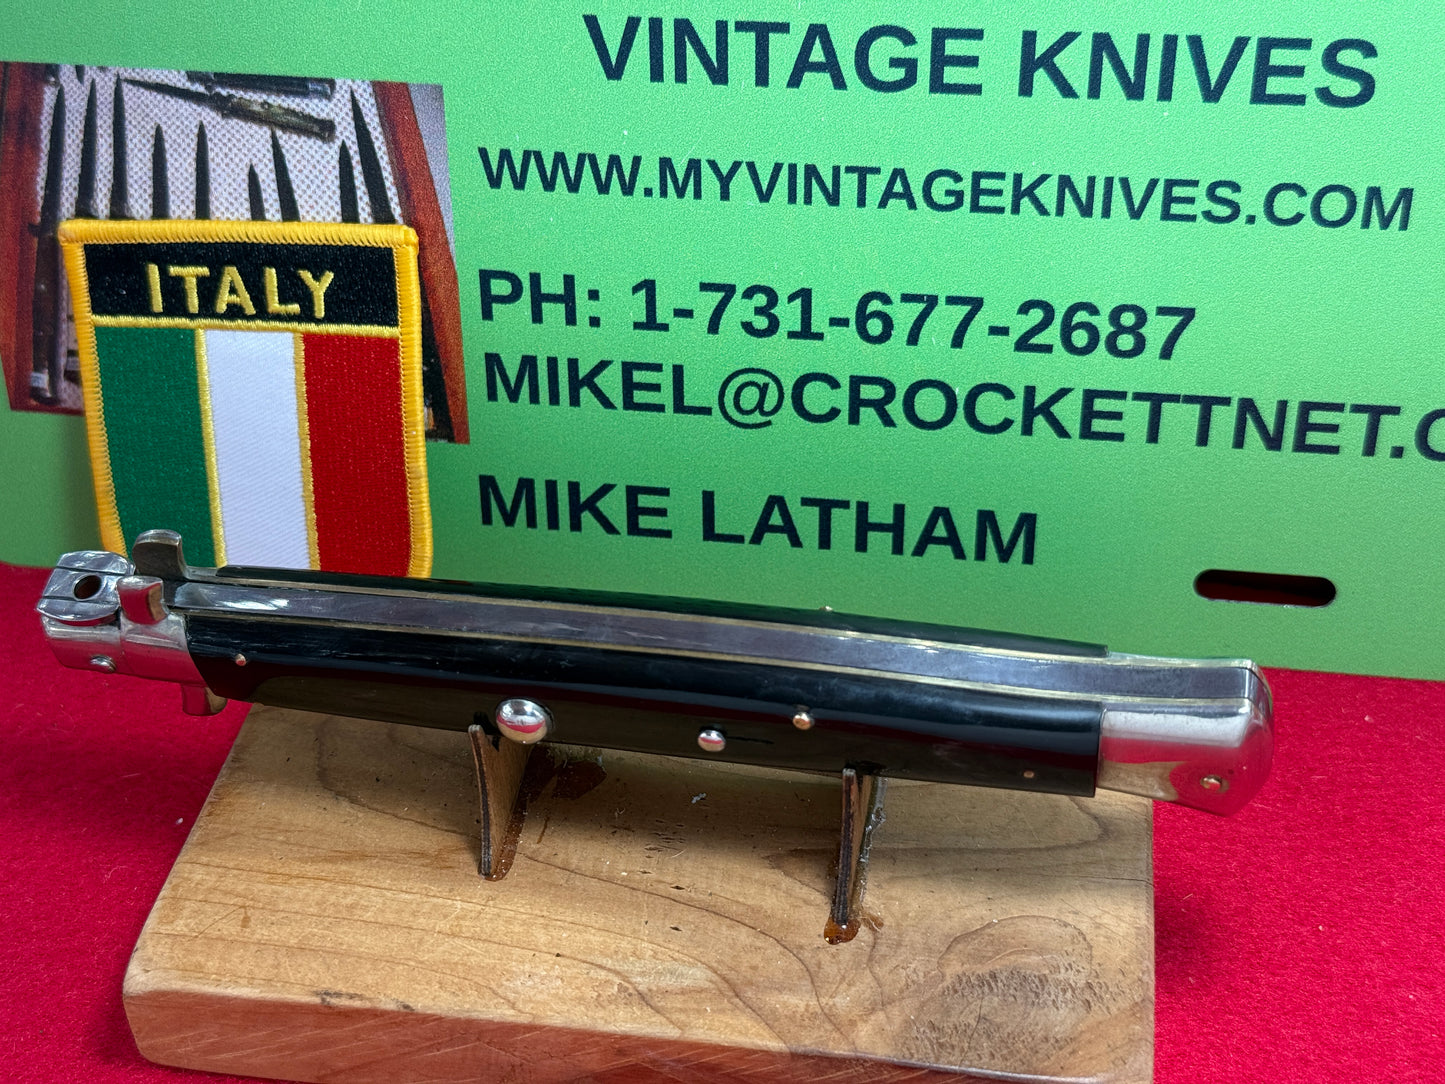 VINTAGE KNIVES
WWW.MYVINTAGEKNIVES.COM
ITALY
PH: 1-731-677-2687
MIKEL@CROCKETTNET.C
MIKE LATHAM